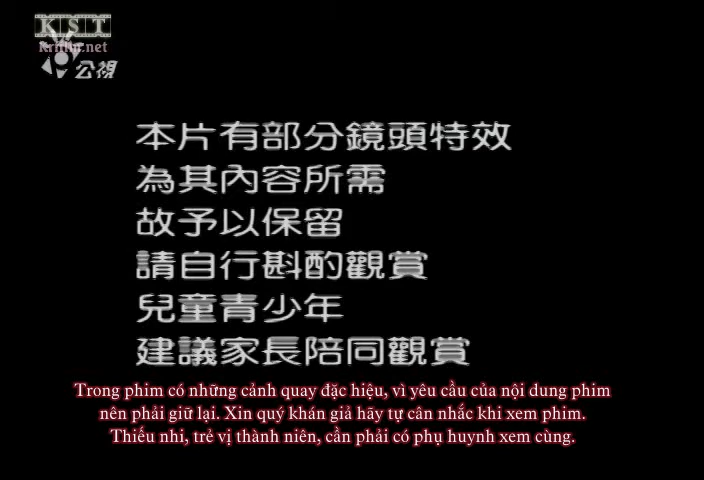 KST
Kritin.net
公視
本片有部分鏡頭特效
為其內容所需
故予以保留
請自行斟酌觀賞
兒童青少年
建議家長陪同觀賞
Trong phim có những cảnh quay đặc hiệu, vì yêu cầu của nội dung phim
nên phải giữ lại. Xin quý khán giả hãy tự cân nhắc khi xem phim.
Thiếu nhi, trẻ vị thành niên, cần phải có phụ huynh xem cùng.